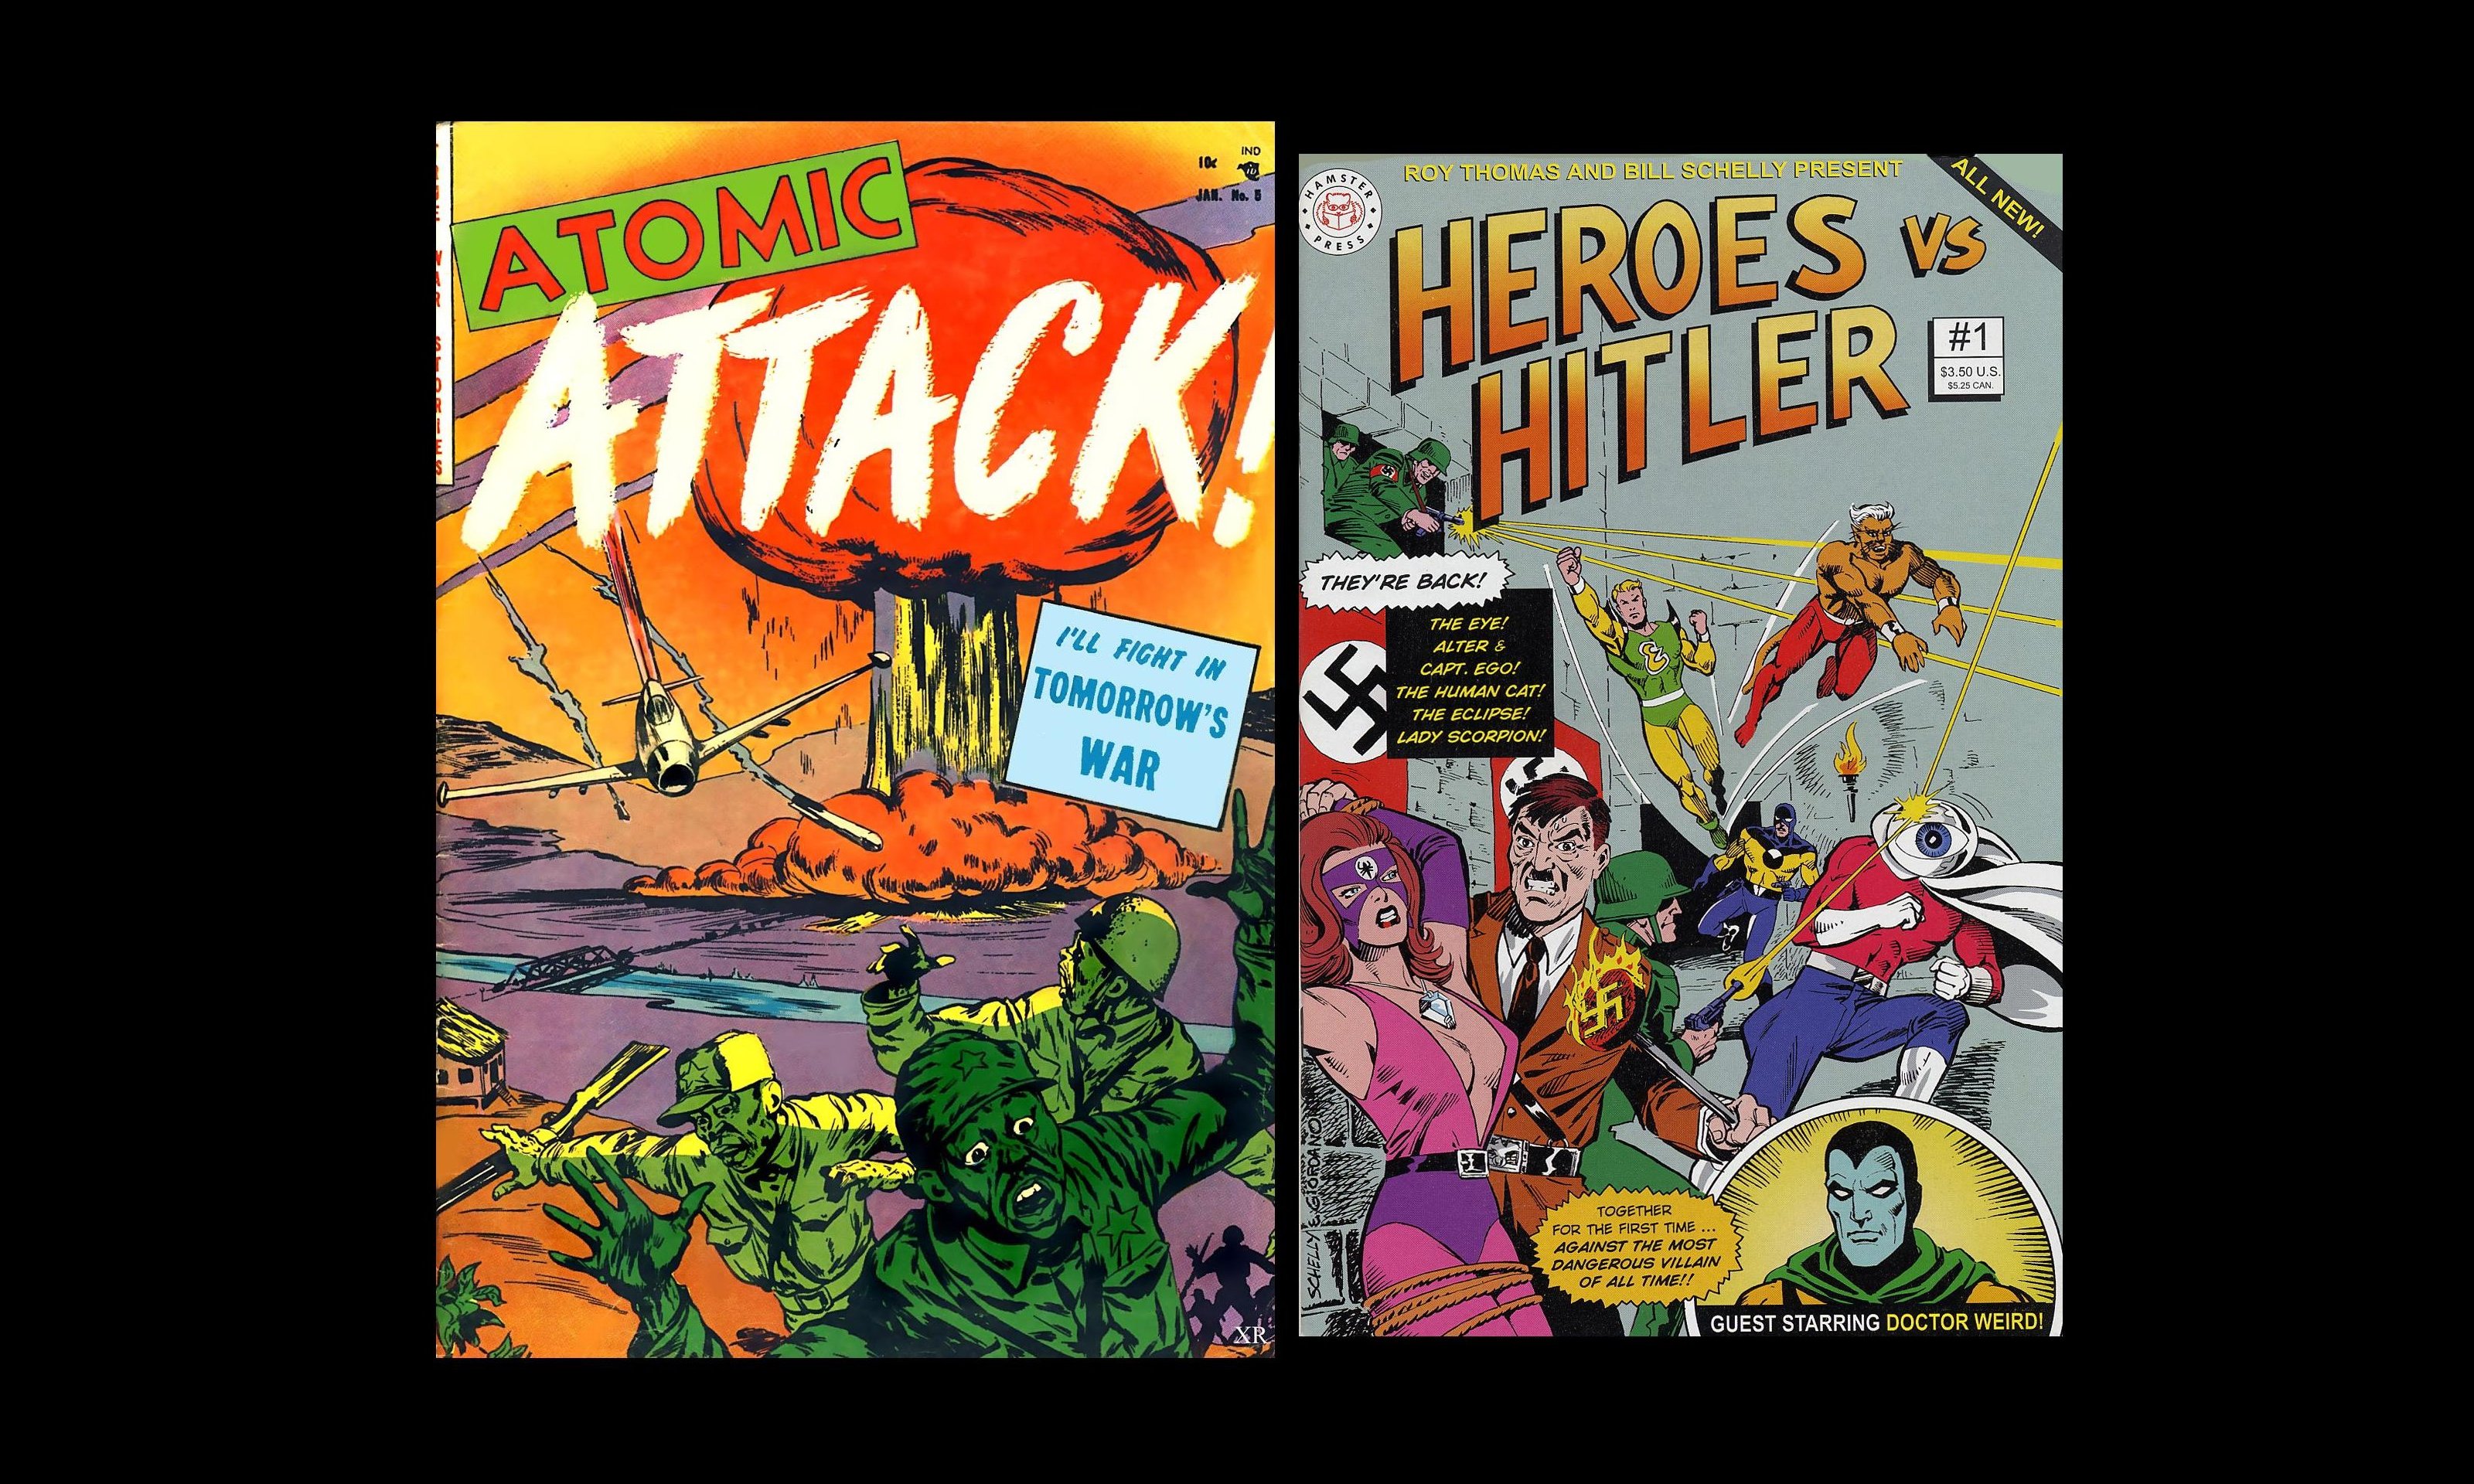 ATOMIC
ATTACK!
10¢
IND
JAN. No. 5
WAR STORIES
I'LL FIGHT IN
TOMORROW'S
WAR
XR
HAMSTER
PRESS
ROY THOMAS AND BILL SCHELLY PRESENT
ALL NEW!
HEROES VS
HITLER
#1
$3.50 U.S.
$5.25 CAN.
THEY'RE BACK!
THE EYE!
ALTER &
CAPT. EGO!
THE HUMAN CAT!
THE ECLIPSE!
LADY SCORPION!
SCHELLY & GIORDANO
TOGETHER
FOR THE FIRST TIME ...
AGAINST THE MOST
DANGEROUS VILLAIN
OF ALL TIME!!
GUEST STARRING DOCTOR WEIRD!